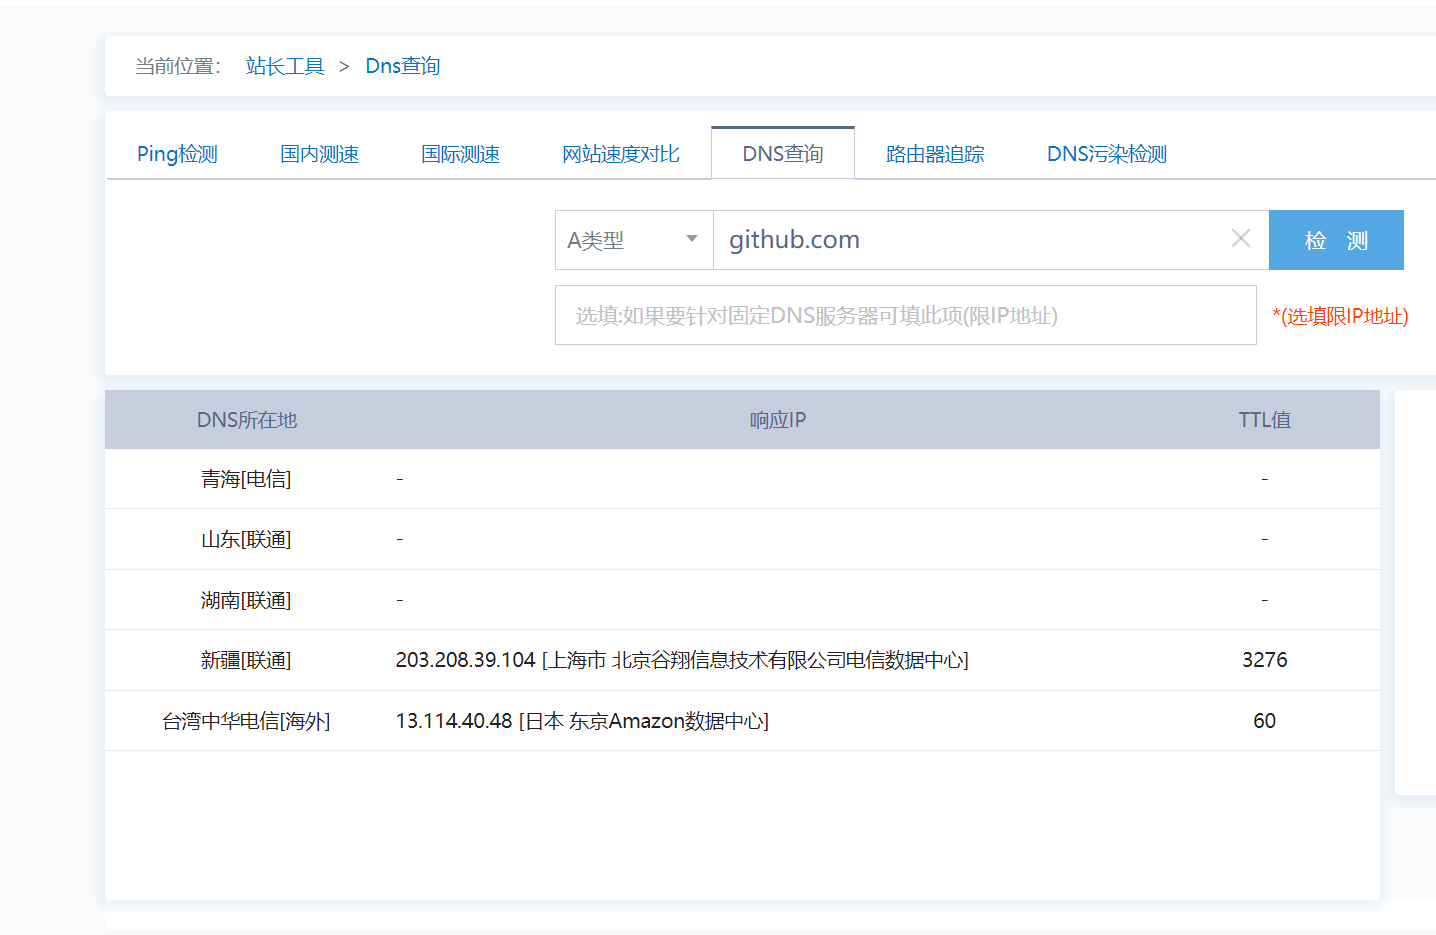 当前位置： 站长工具 > Dns查询
Ping检测 国内测速 国际测速 网站速度对比 DNS查询 路由器追踪 DNS污染检测
A类型 github.com 检 测
选填:如果要针对固定DNS服务器可填此项(限IP地址) *(选填限IP地址)
DNS所在地 响应IP TTL值
青海[电信] - -
山东[联通] - -
湖南[联通] - -
新疆[联通] 203.208.39.104 [上海市 北京谷翔信息技术有限公司电信数据中心] 3276
台湾中华电信[海外] 13.114.40.48 [日本 东京Amazon数据中心] 60